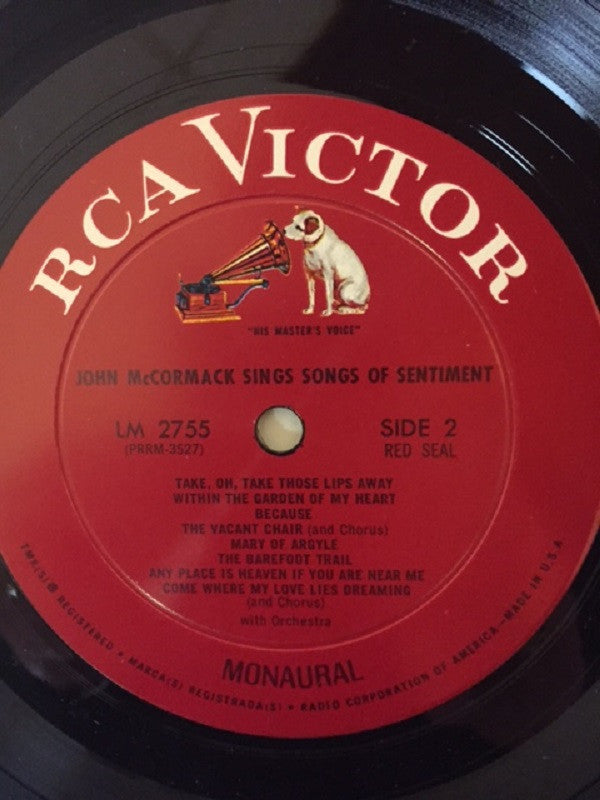 RCA VICTOR
"HIS MASTER'S VOICE"
JOHN McCORMACK SINGS SONGS OF SENTIMENT
LM 2755
(PRRM-3527)
SIDE 2
RED SEAL
TAKE, OH, TAKE THOSE LIPS AWAY
WITHIN THE GARDEN OF MY HEART
BECAUSE
THE VACANT CHAIR (and Chorus)
MARY OF ARGYLE
THE BAREFOOT TRAIL
ANY PLACE IS HEAVEN IF YOU ARE NEAR ME
COME WHERE MY LOVE LIES DREAMING
(and Chorus)
with Orchestra
MONAURAL
TMK(S) ® REGISTERED • MARCA(S) REGISTRADA(S) • RADIO CORPORATION OF AMERICA—MADE IN U.S.A